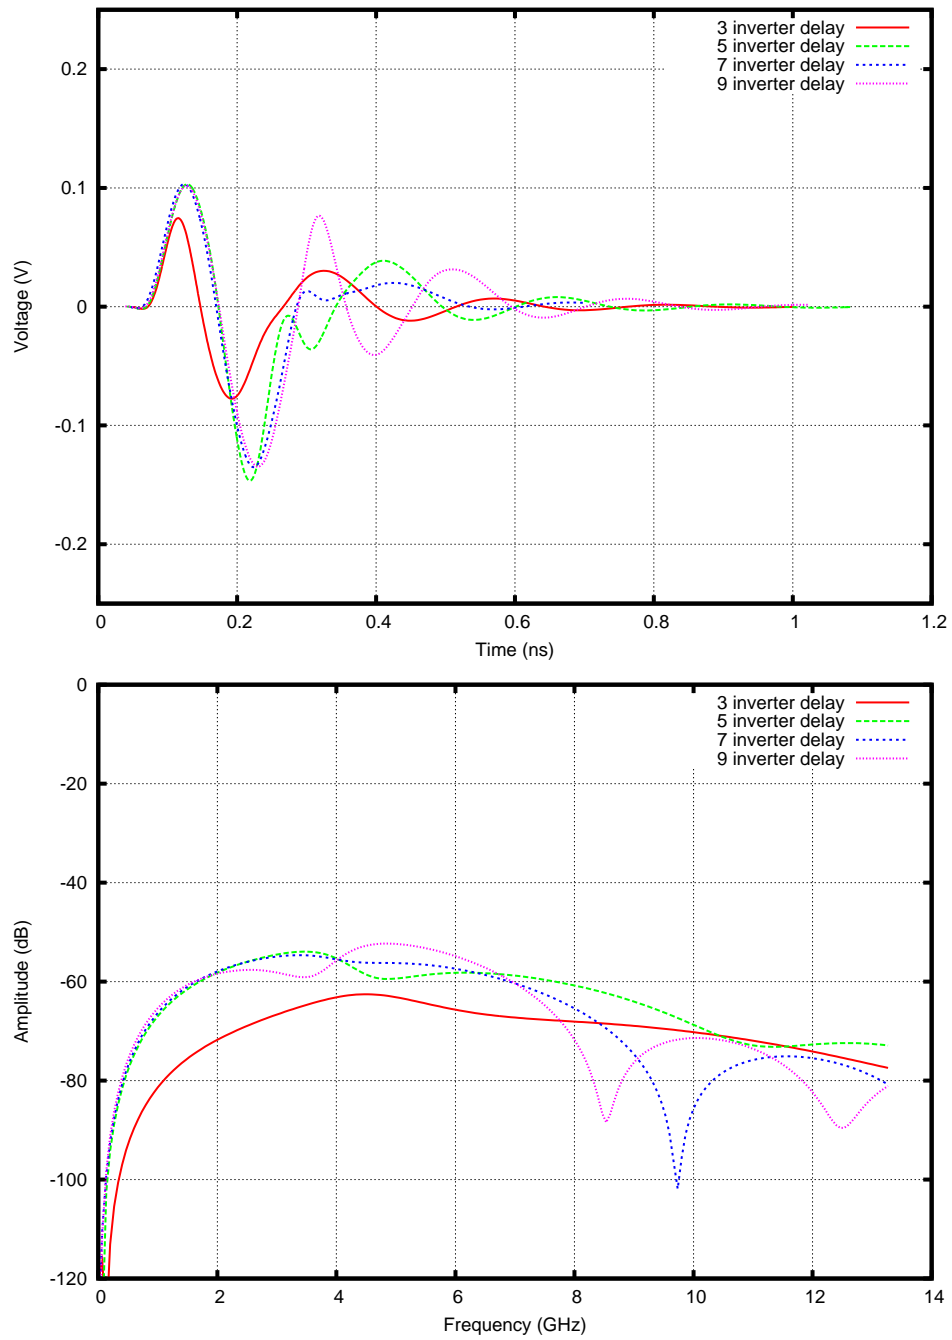 3 inverter delay
5 inverter delay
7 inverter delay
9 inverter delay
0.2
0.1
0
-0.1
-0.2
Voltage (V)
0 0.2 0.4 0.6 0.8 1 1.2
Time (ns)
3 inverter delay
5 inverter delay
7 inverter delay
9 inverter delay
0
-20
-40
-60
-80
-100
-120
Amplitude (dB)
0 2 4 6 8 10 12 14
Frequency (GHz)